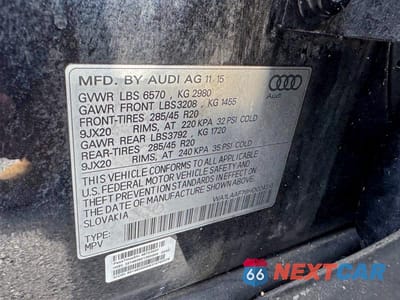 MFD. BY AUDI AG 11-15
GVWR LBS 6570 , KG 2980
GAWR FRONT LBS3208 , KG 1455
FRONT-TIRES 285/45 R20
9JX20 RIMS, AT 220 KPA 32 PSI COLD
GAWR REAR LBS3792 , KG 1720
REAR-TIRES 285/45 R20
9JX20 RIMS, AT 240 KPA 35 PSI COLD
THIS VEHICLE CONFORMS TO ALL APPLICABLE
U.S. FEDERAL MOTOR VEHICLE SAFETY
STANDARDS IN EFFECT ON THE DATE OF
MANUFACTURE SHOWN ABOVE.
SLOVAKIA
TYPE:
MPV
Audi
66 NEXTCAR